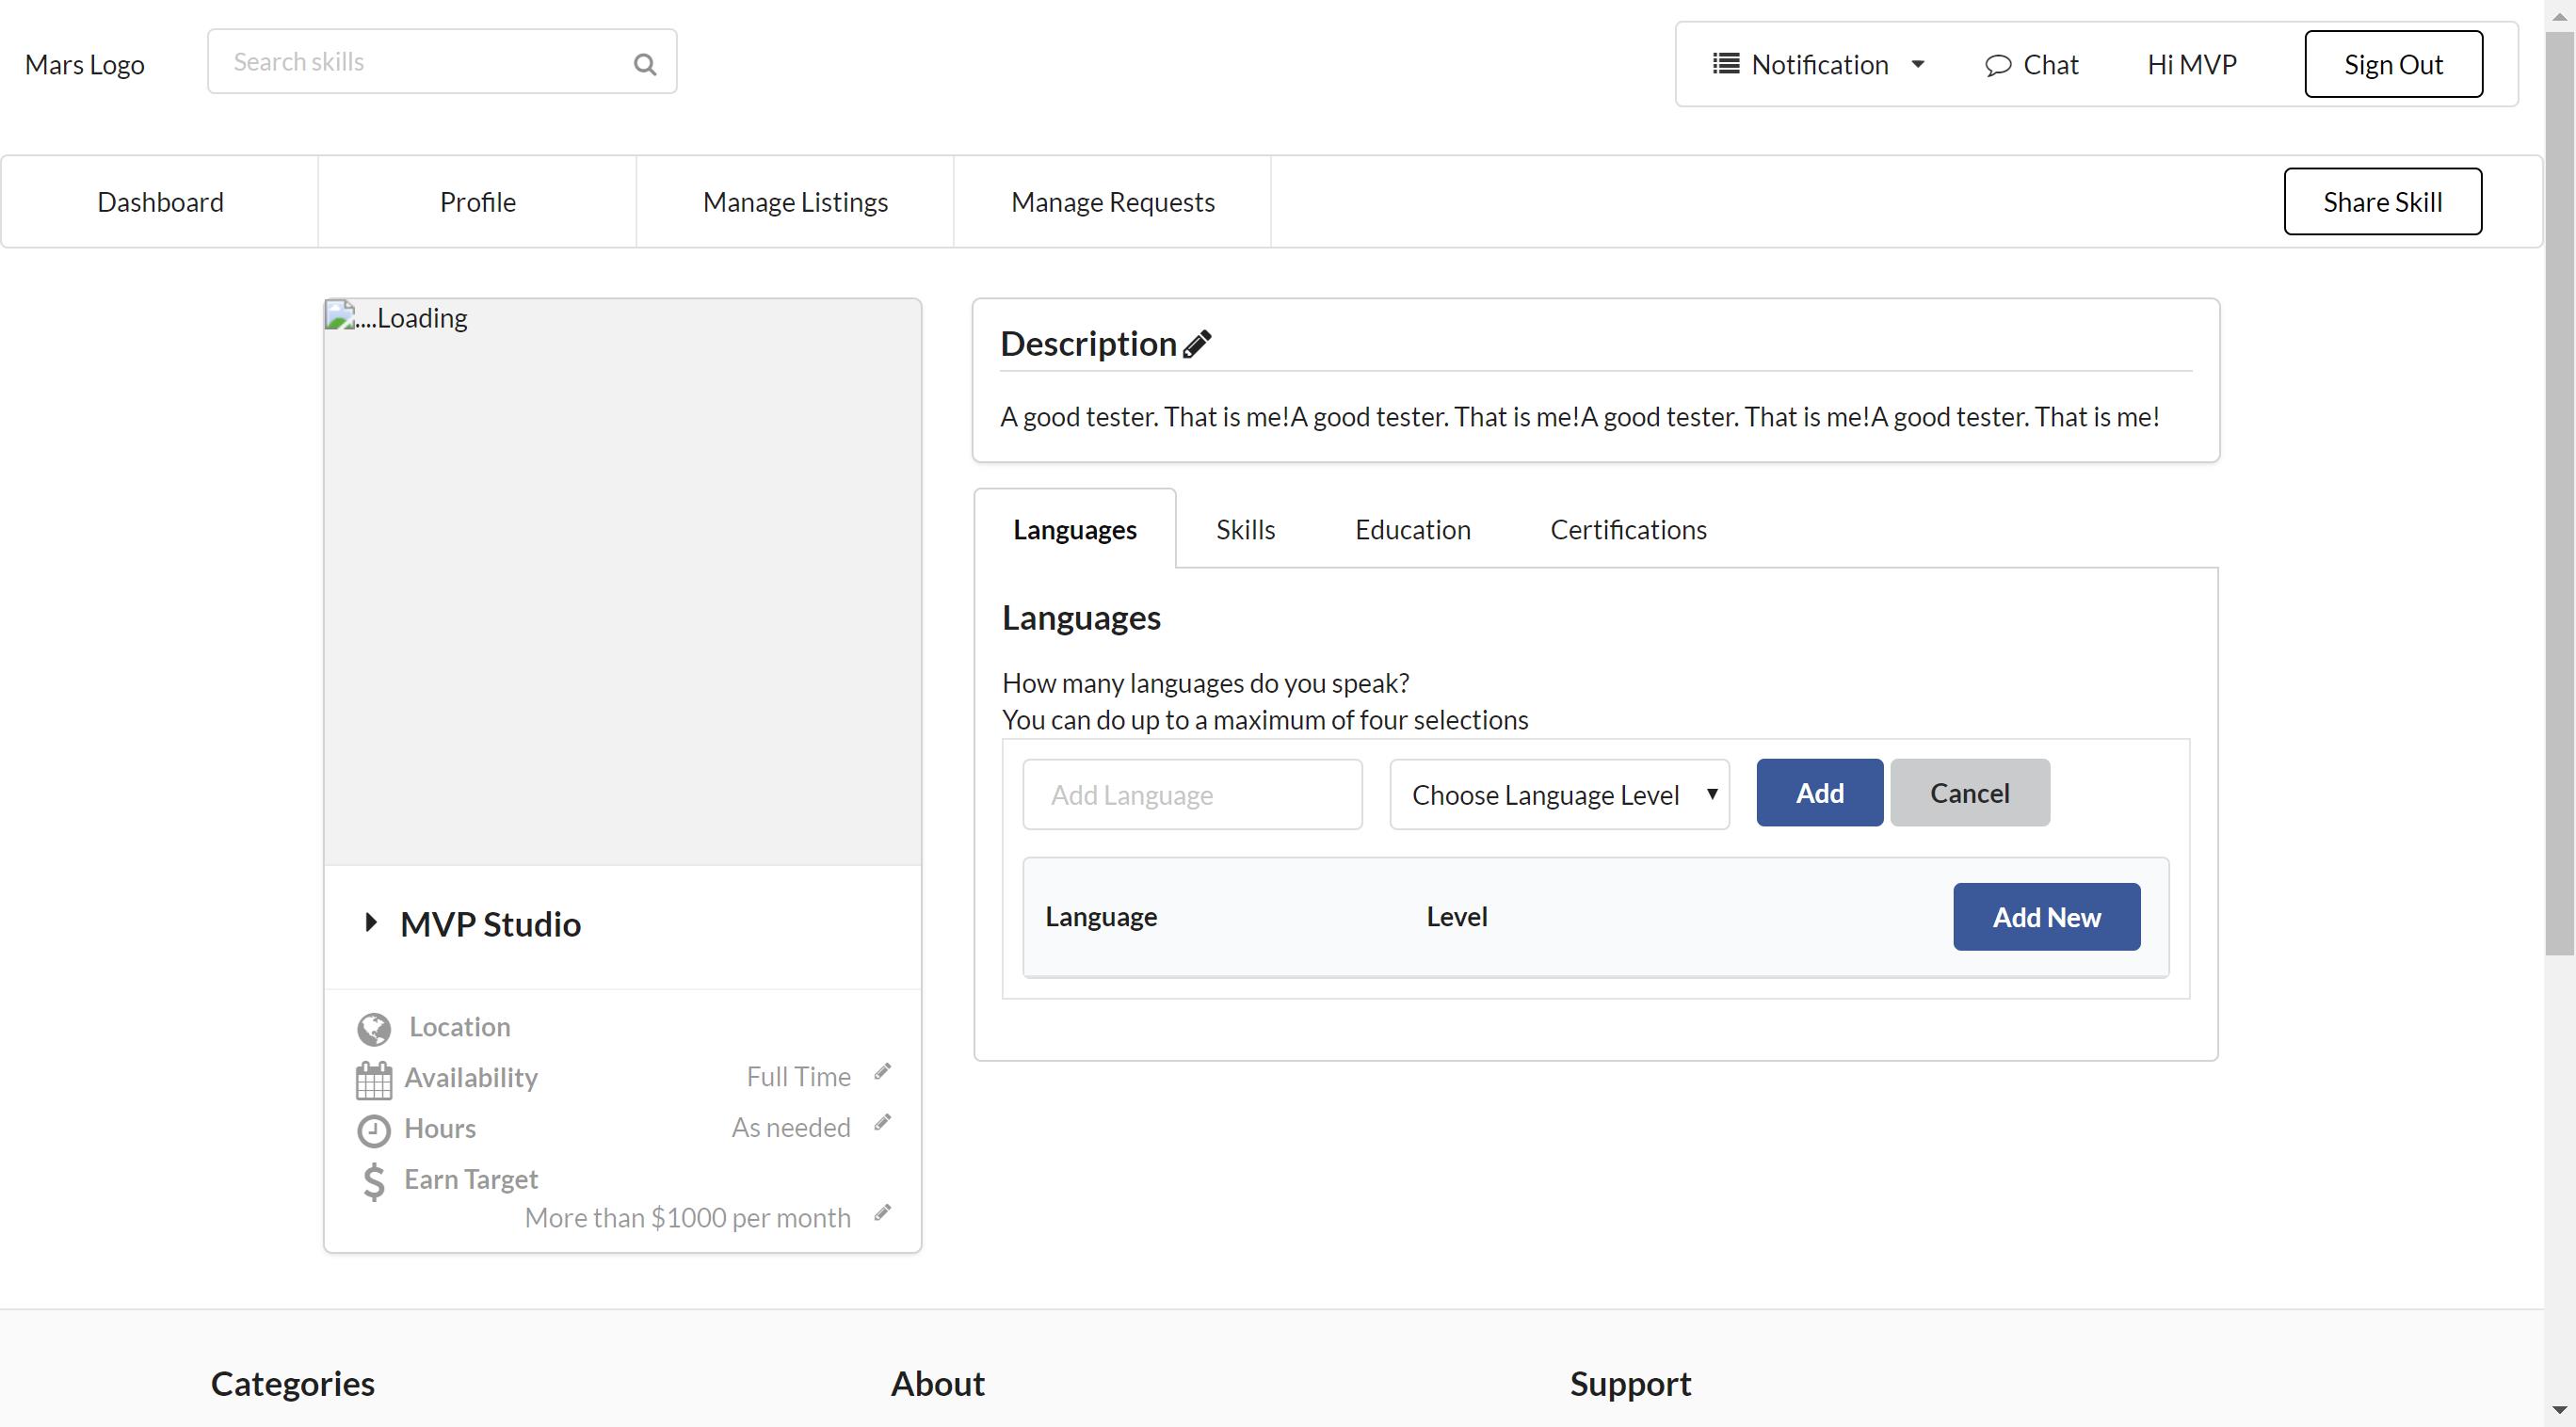 Mars Logo
Search skills
Notification
Chat
Hi MVP
Sign Out
Dashboard
Profile
Manage Listings
Manage Requests
Share Skill
....Loading
MVP Studio
Location
Availability
Full Time
Hours
As needed
Earn Target
More than $1000 per month
Description
A good tester. That is me!A good tester. That is me!A good tester. That is me!A good tester. That is me!
Languages
Skills
Education
Certifications
Languages
How many languages do you speak?
You can do up to a maximum of four selections
Add Language
Choose Language Level
Add
Cancel
Language
Level
Add New
Categories
About
Support